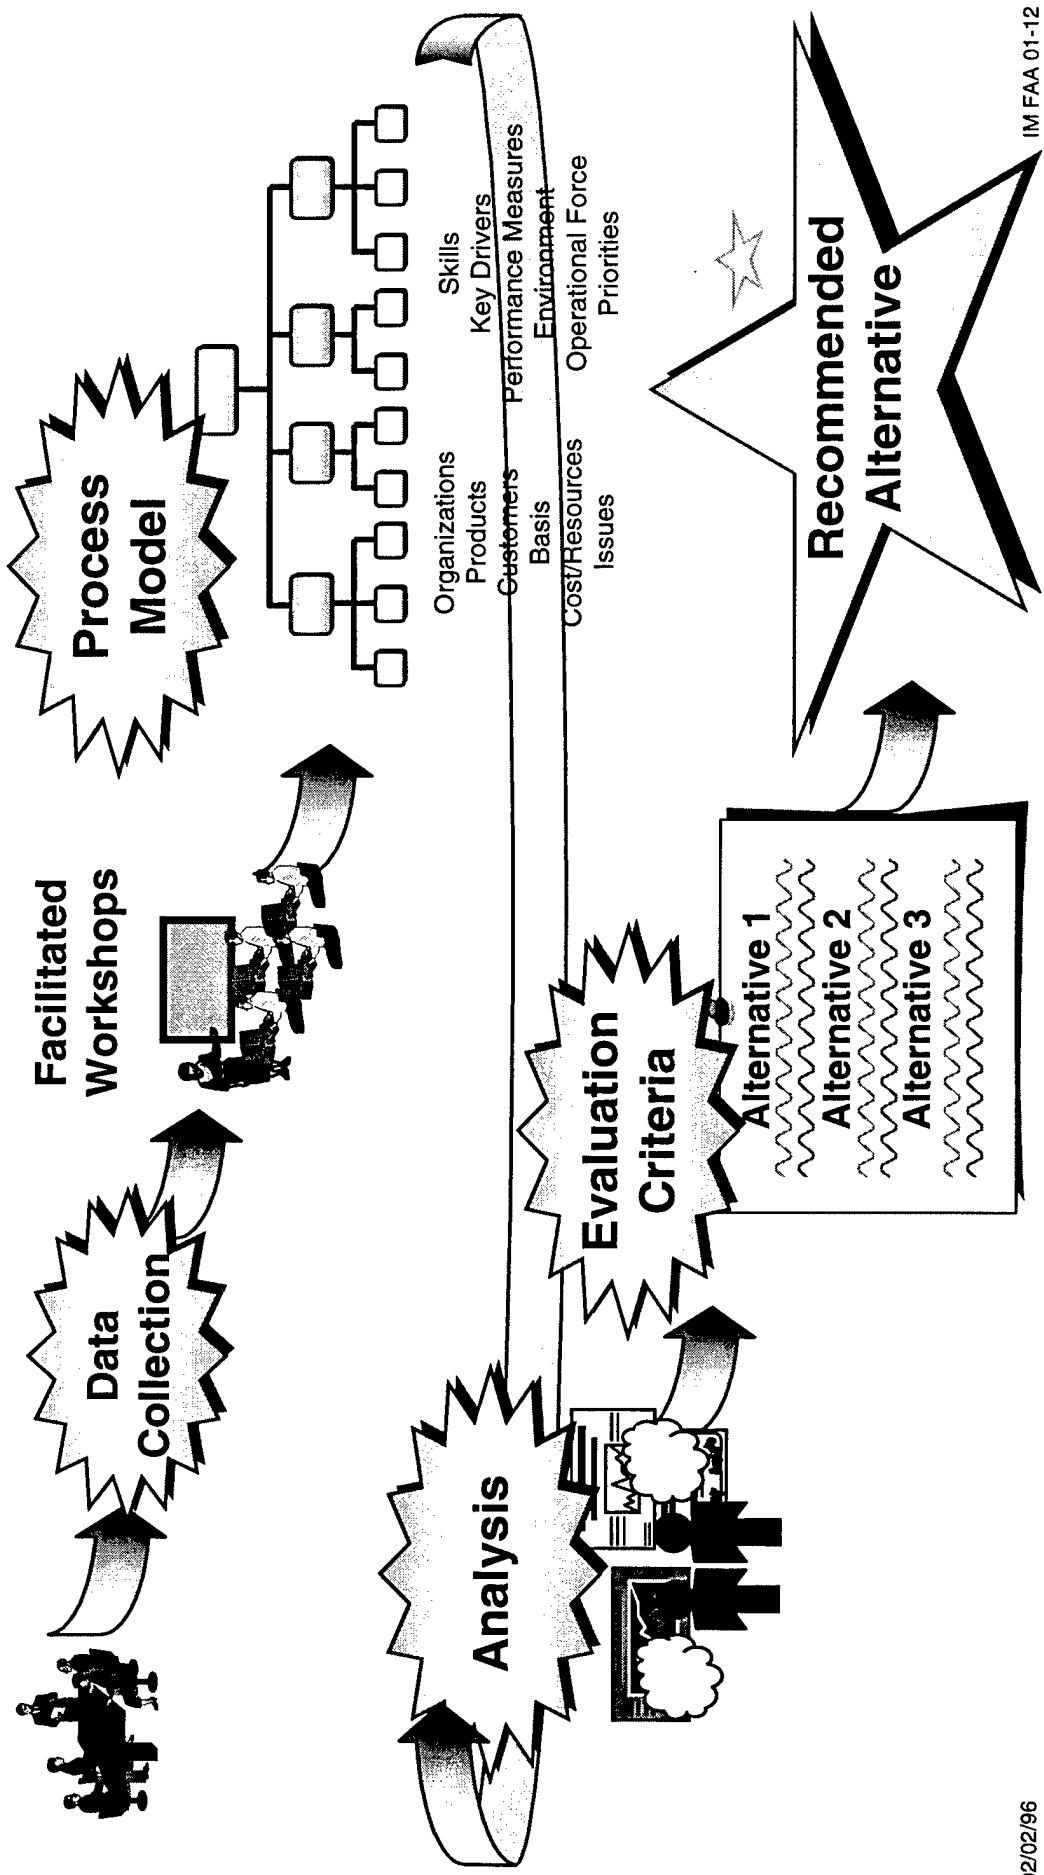 Data
Collection
Facilitated
Workshops
Process
Model
Organizations
Products
Customers
Basis
Cost/Resources
Issues
Skills
Key Drivers
Performance Measures
Environment
Operational Force
Priorities
Analysis
Evaluation
Criteria
Alternative 1
Alternative 2
Alternative 3
Recommended
Alternative
2/02/96
IM FAA 01-12